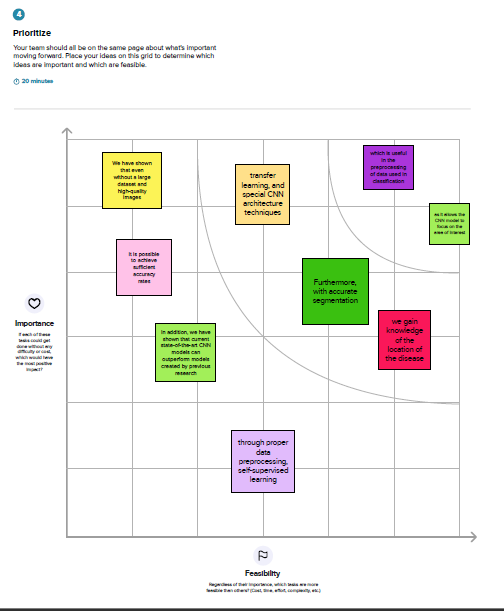 4
Prioritize
Your team should all be on the same page about what's important
moving forward. Place your ideas on this grid to determine which
ideas are important and which are feasible.
20 minutes
We have shown
that even
without a large
dataset and
high-quality
images
transfer
learning, and
special CNN
architecture
techniques
which is useful
in the
preprocessing
of data used in
classification
as it allows the
CNN model to
focus on the
area of interest
It is possible
to achieve
sufficient
accuracy
rates
Furthermore,
with accurate
segmentation
we gain
knowledge
of the
location of
the disease
In addition, we have
shown that current
state-of-the-art CNN
models can
outperform models
created by previous
research
through proper
data
preprocessing,
self-supervised
learning
Importance
If each of these
tasks could get
done without any
difficulty or cost,
which would have
the most positive
impact?
Feasibility
Regardless of their importance, which tasks are more
feasible than others? (Cost, time, effort, complexity, etc.)